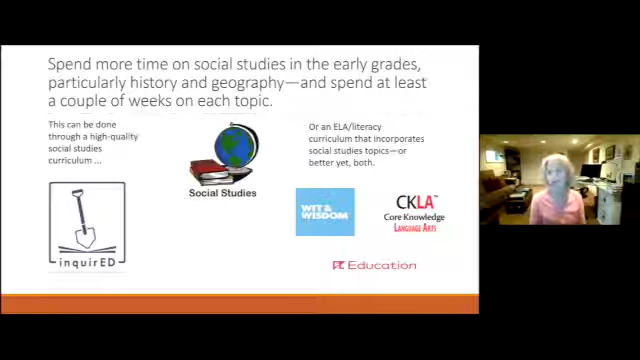 Spend more time on social studies in the early grades,
particularly history and geography—and spend at least
a couple of weeks on each topic.
This can be done
through a high-quality
social studies
curriculum ...
Social Studies
Or an ELA/literacy
curriculum that incorporates
social studies topics—or
better yet, both.
inquirED
WIT &
WISDOM
CKLA™
Core Knowledge
LANGUAGE ARTS
Education